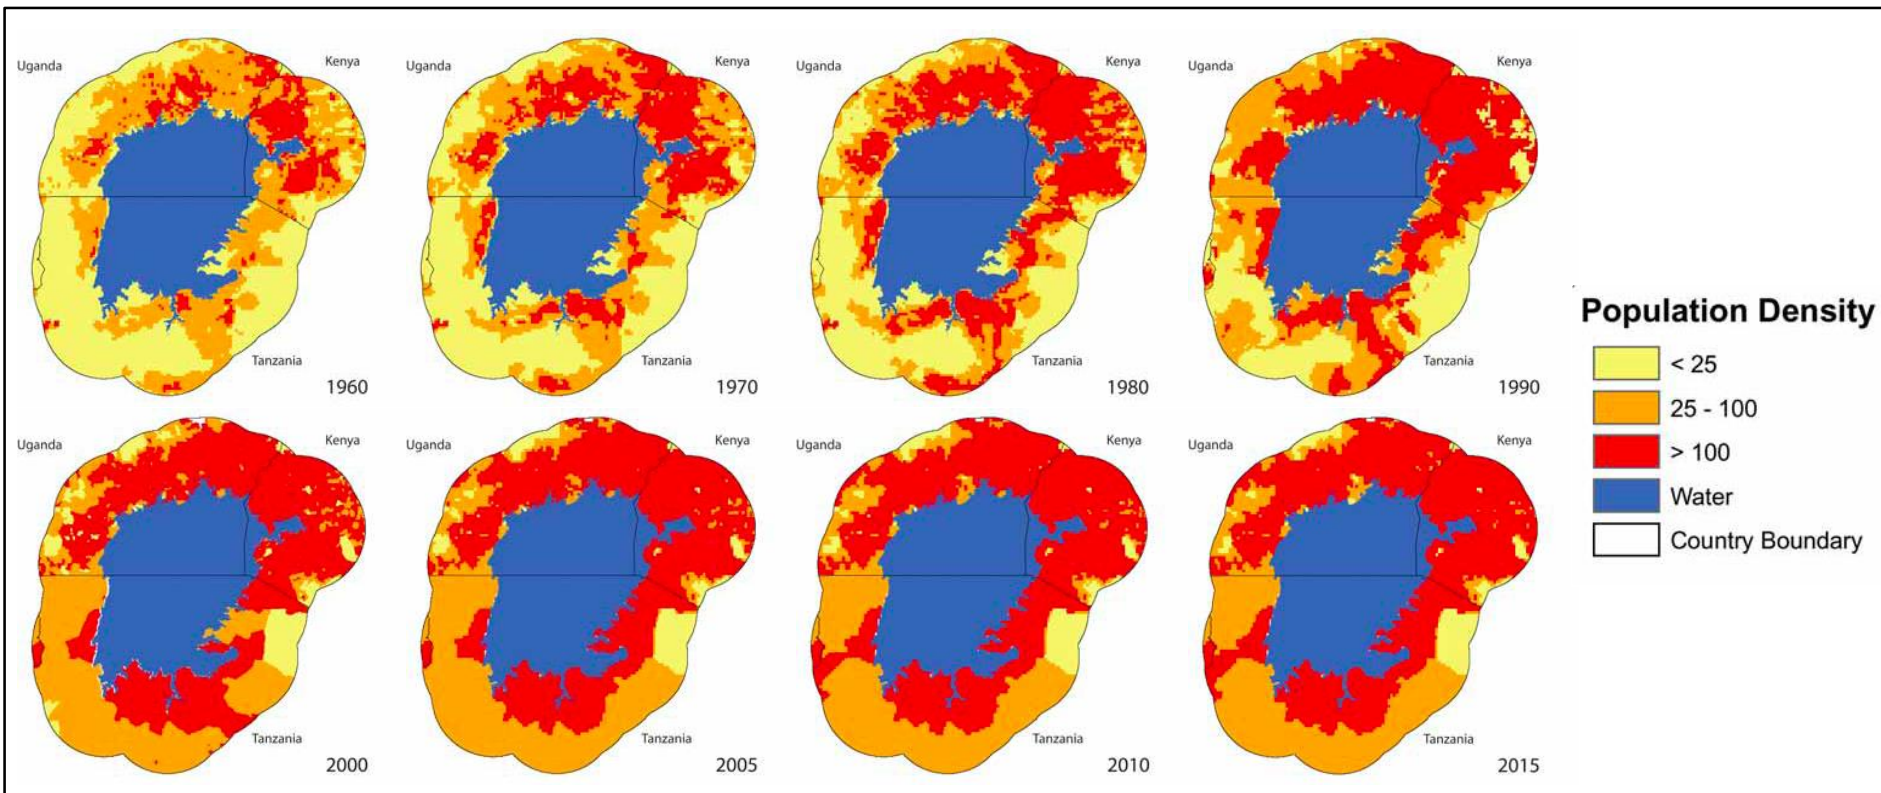 Uganda
Kenya
Tanzania
1960
Uganda
Kenya
Tanzania
1970
Uganda
Kenya
Tanzania
1980
Uganda
Kenya
Tanzania
1990
Uganda
Kenya
Tanzania
2000
Uganda
Kenya
Tanzania
2005
Uganda
Kenya
Tanzania
2010
Uganda
Kenya
Tanzania
2015
Population Density
< 25
25 - 100
> 100
Water
Country Boundary